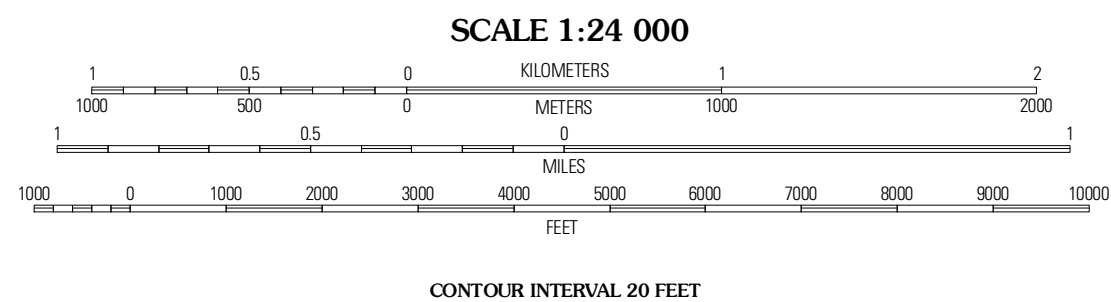 SCALE 1:24 000
1 0.5 0 KILOMETERS 1 2
1000 500 0 METERS 1000 2000
1 0.5 0 1
MILES
1000 0 1000 2000 3000 4000 5000 6000 7000 8000 9000 10000
FEET
CONTOUR INTERVAL 20 FEET